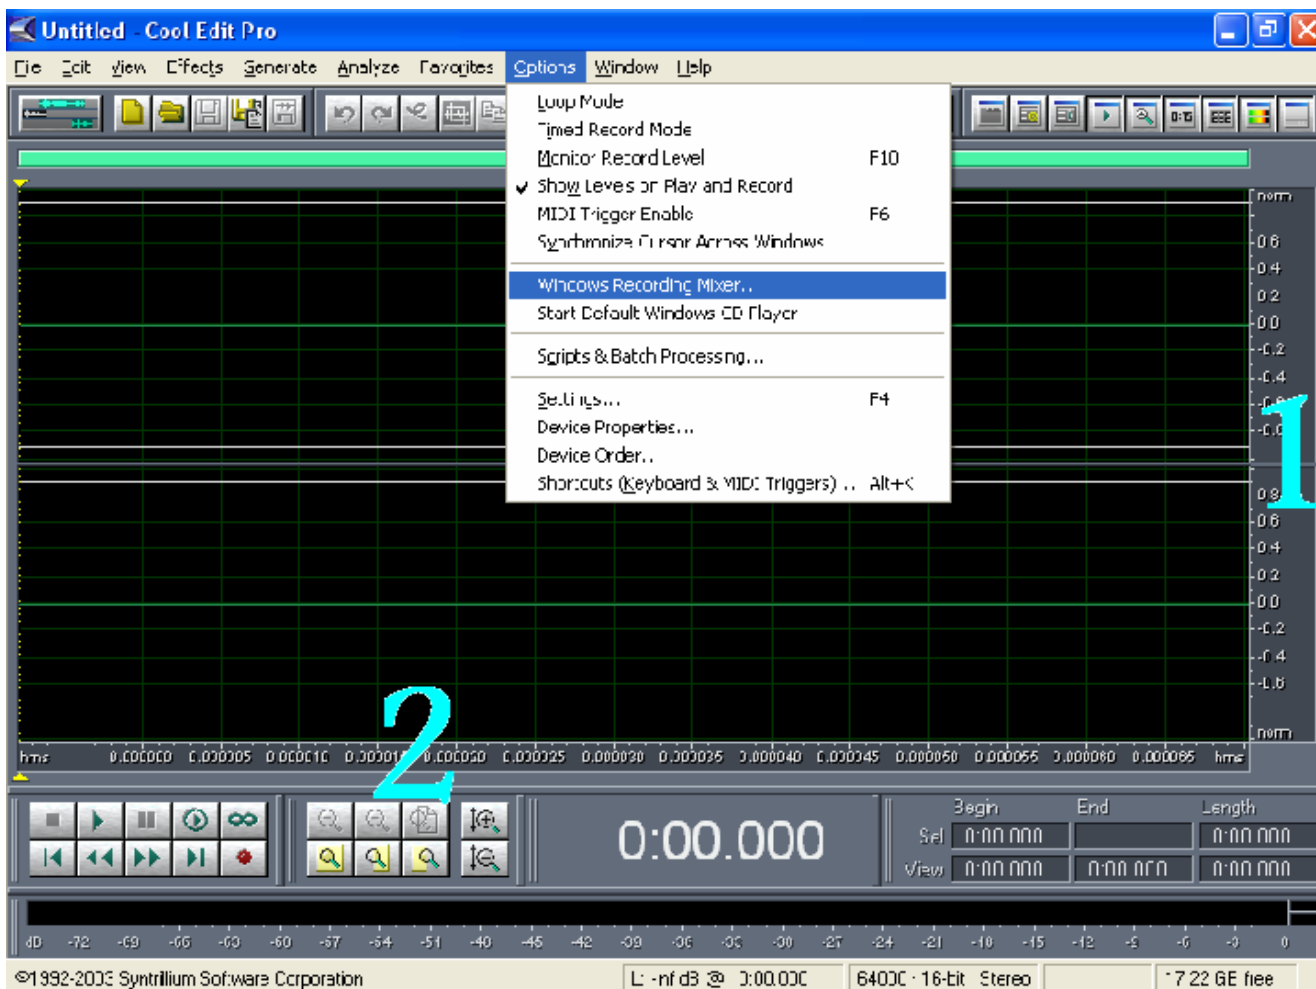 Untitled - Cool Edit Pro
File Edit View Effects Generate Analyze Favorites Options Window Help
Loop Mode
Timed Record Mode
Monitor Record Level F10
Show Levels on Play and Record
MIDI Trigger Enable F6
Synchronize Cursor Across Windows
Windows Recording Mixer...
Start Default Windows CD Player
Scripts & Batch Processing...
Settings... F4
Device Properties...
Device Order...
Shortcuts (Keyboard & MIDI Triggers)... Alt+K
norm
0.6
0.4
0.2
0.0
-0.2
-0.4
1
0.8
0.6
0.4
0.2
0.0
-0.2
-0.4
-0.6
norm
2
hms 0.000000 0.000005 0.000010 0.000015 0.000020 0.000025 0.000030 0.000035 0.000040 0.000045 0.000050 0.000055 0.000060 0.000065 hms
0:00.000
Begin End Length
Sel 0:00.000 0:00.000
View 0:00.000 0:00.000 0:00.000
dB -72 -69 -66 -63 -60 -57 -54 -51 -48 -45 -42 -39 -36 -33 -30 -27 -24 -21 -18 -15 -12 -9 -6 -3 0
©1992-2003 Syntrillium Software Corporation L: -Inf dB @ 0:00.000 64000 · 16-bit · Stereo 17.22 GB free